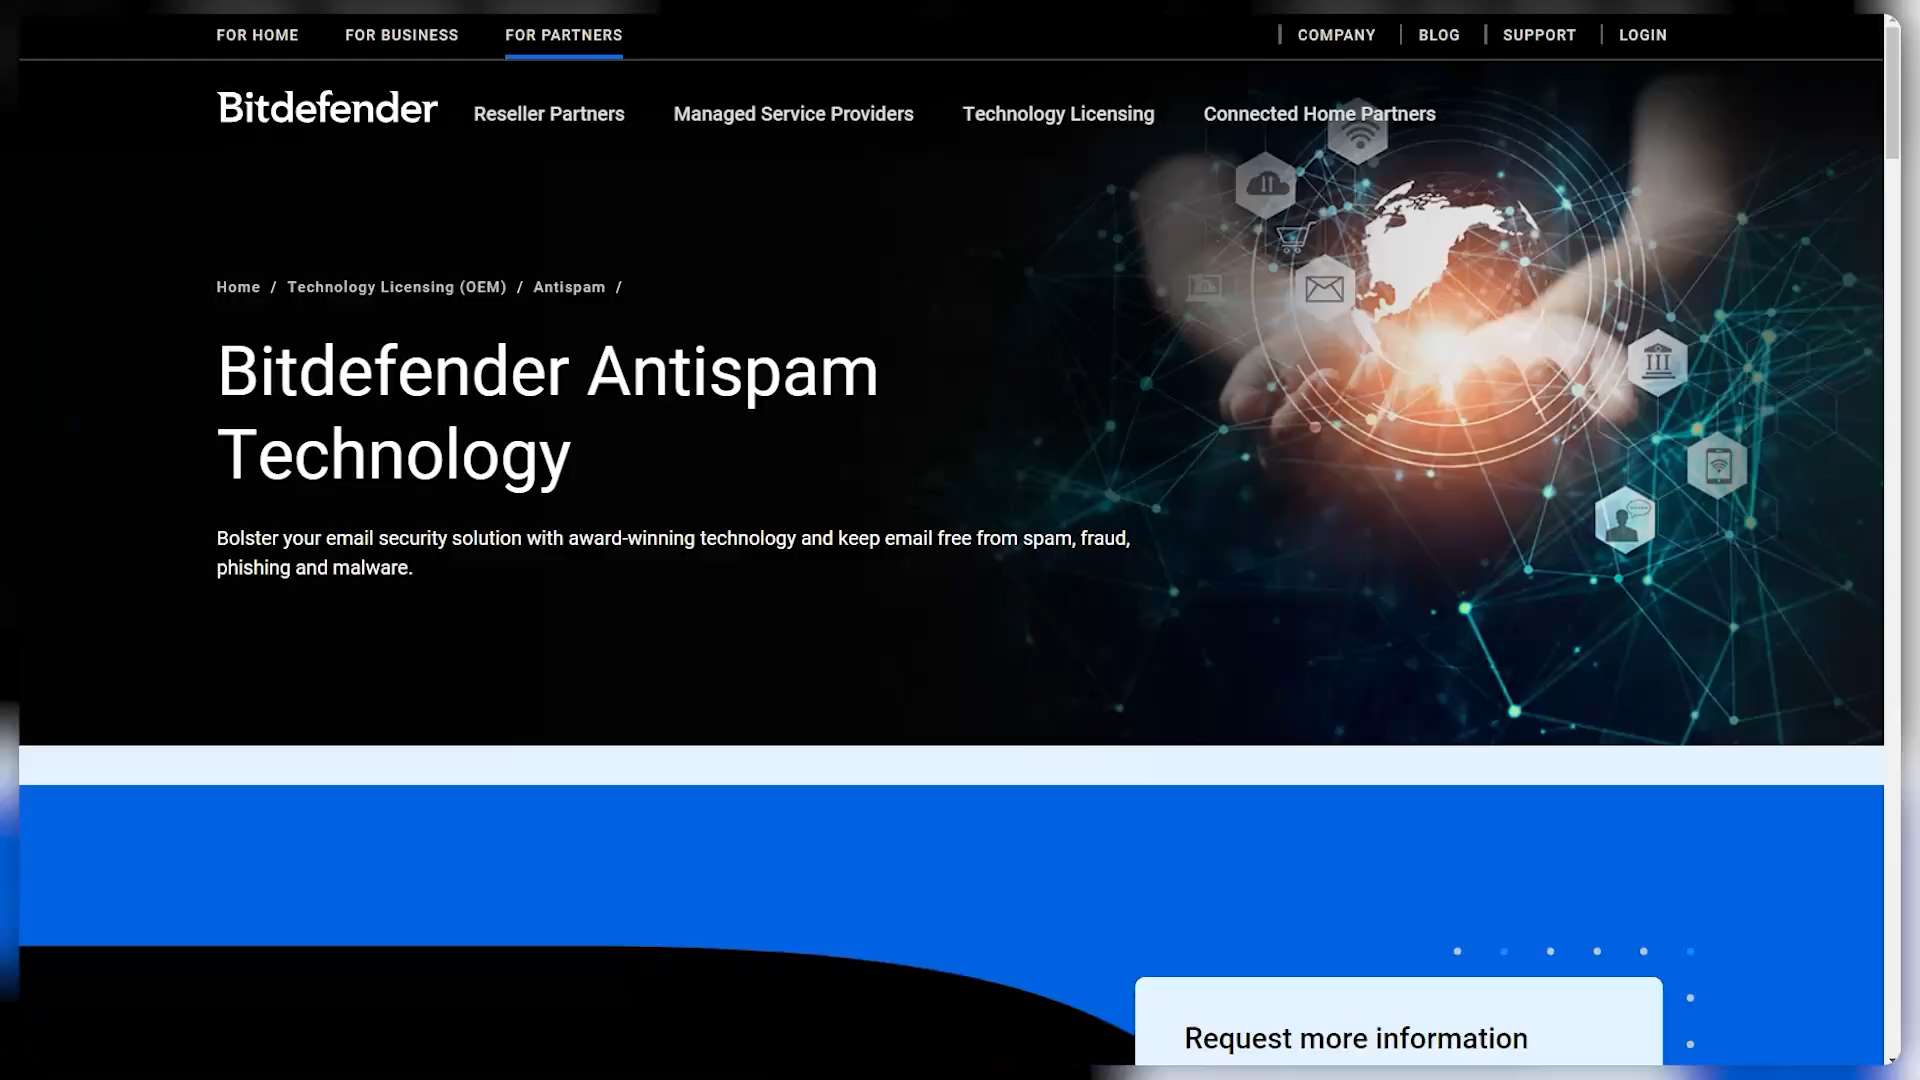 FOR HOME
FOR BUSINESS
FOR PARTNERS
COMPANY
BLOG
SUPPORT
LOGIN
Bitdefender
Reseller Partners
Managed Service Providers
Technology Licensing
Connected Home Partners
Home / Technology Licensing (OEM) / Antispam /
Bitdefender Antispam
Technology
Bolster your email security solution with award-winning technology and keep email free from spam, fraud,
phishing and malware.
Request more information